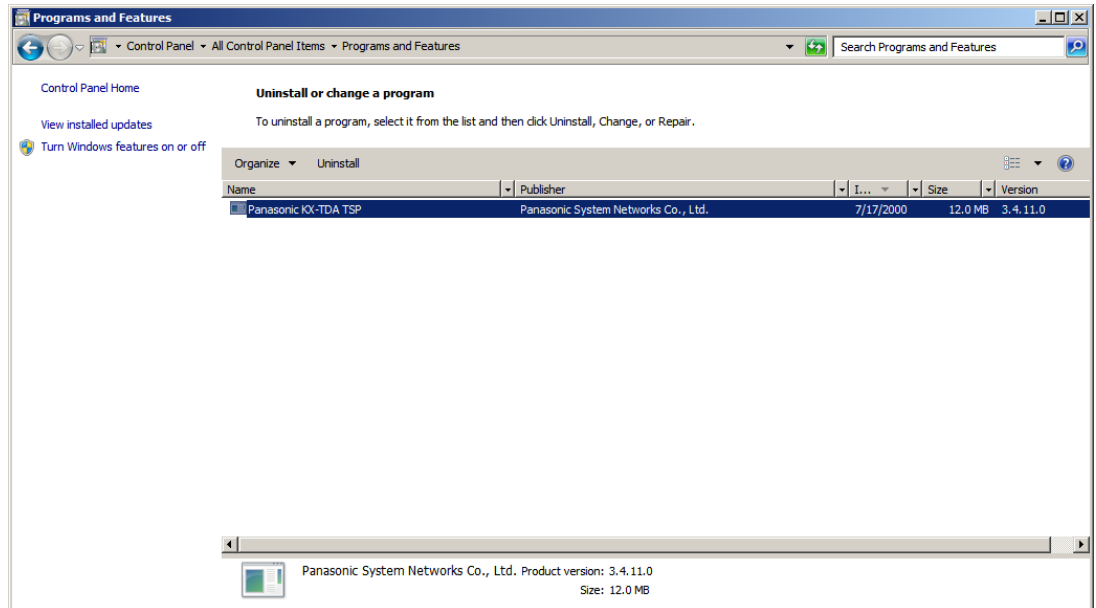 Programs and Features
Control Panel All Control Panel Items Programs and Features
Search Programs and Features
Control Panel Home
View installed updates
Turn Windows features on or off
Uninstall or change a program
To uninstall a program, select it from the list and then click Uninstall, Change, or Repair.
Organize Uninstall
Name Publisher I... Size Version
Panasonic KX-TDA TSP Panasonic System Networks Co., Ltd. 7/17/2000 12.0 MB 3.4.11.0
Panasonic System Networks Co., Ltd. Product version: 3.4.11.0
Size: 12.0 MB